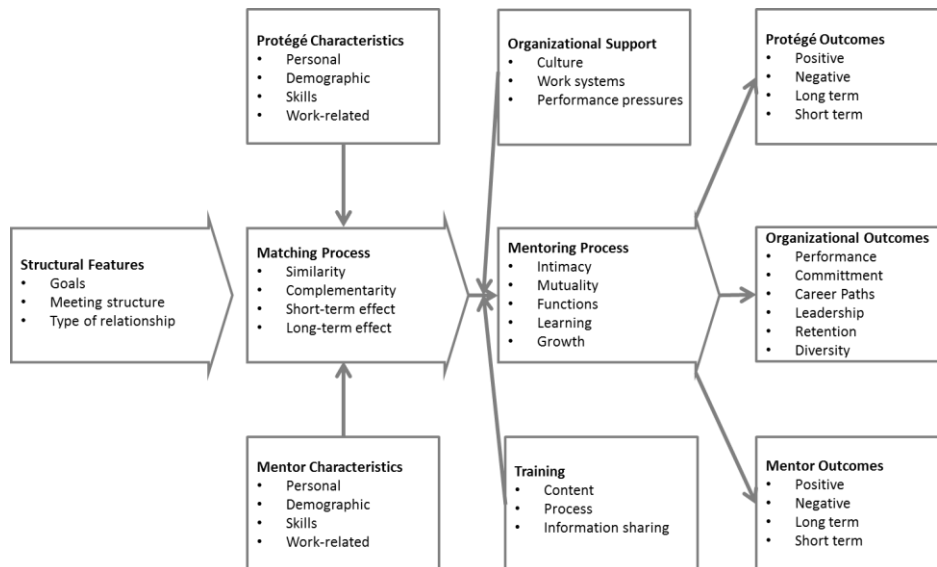 Protégé Characteristics
• Personal
• Demographic
• Skills
• Work-related
Organizational Support
• Culture
• Work systems
• Performance pressures
Protégé Outcomes
• Positive
• Negative
• Long term
• Short term
Structural Features
• Goals
• Meeting structure
• Type of relationship
Matching Process
• Similarity
• Complementarity
• Short-term effect
• Long-term effect
Mentoring Process
• Intimacy
• Mutuality
• Functions
• Learning
• Growth
Organizational Outcomes
• Performance
• Committment
• Career Paths
• Leadership
• Retention
• Diversity
Mentor Characteristics
• Personal
• Demographic
• Skills
• Work-related
Training
• Content
• Process
• Information sharing
Mentor Outcomes
• Positive
• Negative
• Long term
• Short term